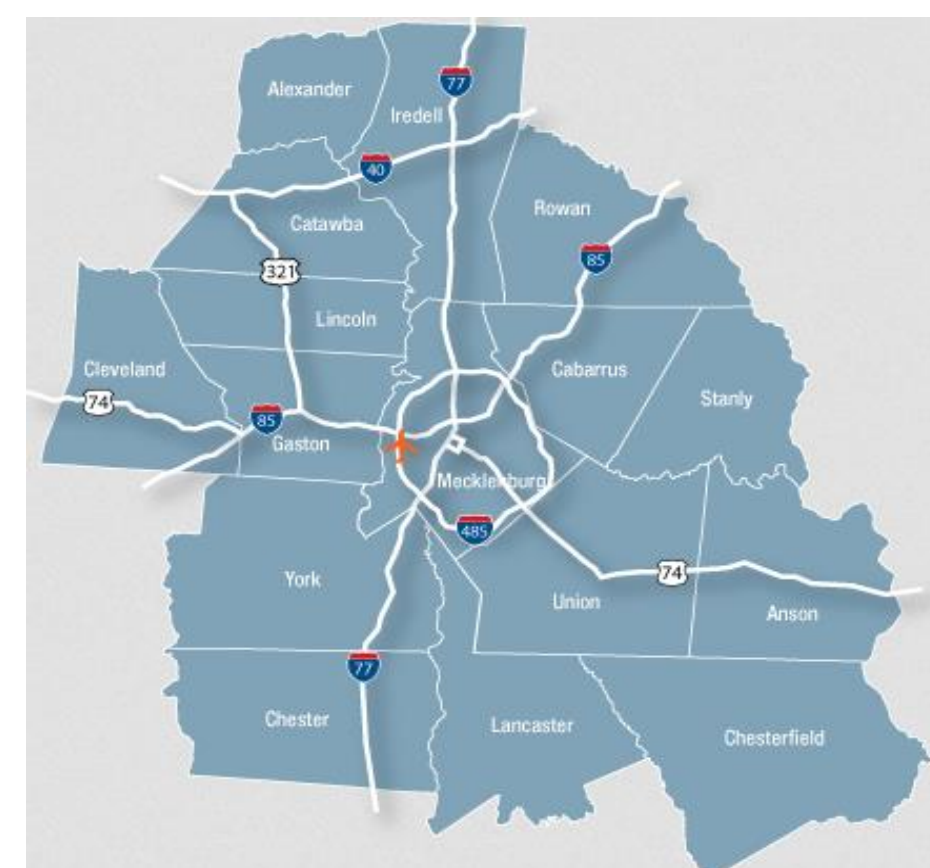 77
Alexander
Iredell
40
Rowan
Catawba
85
321
Lincoln
Cleveland
Cabarrus
74
Stanly
85
Gaston
Mecklenburg
485
74
York
Union
Anson
77
Chester
Lancaster
Chesterfield